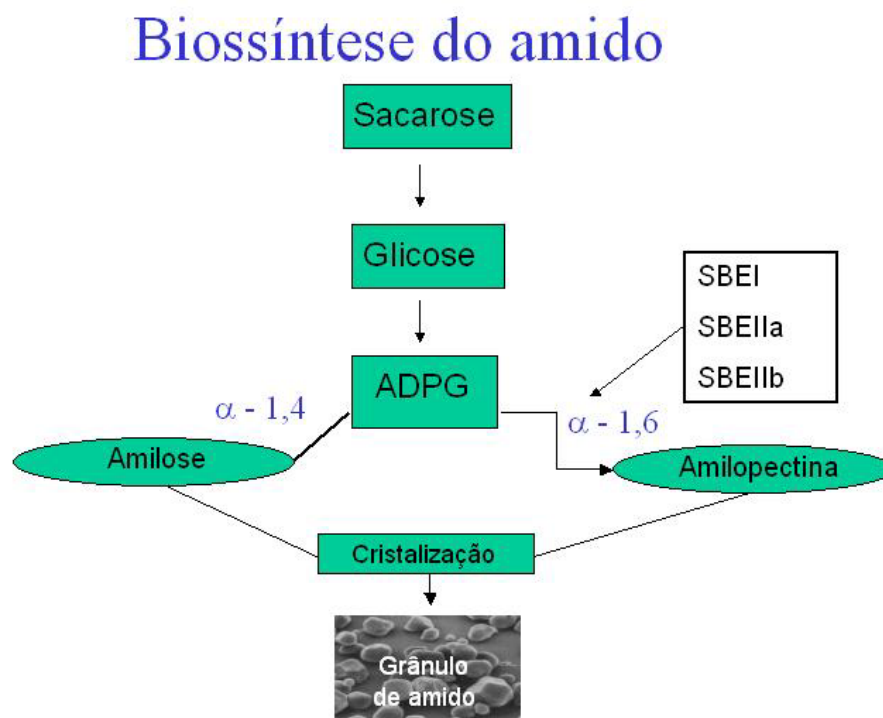 Biossíntese do amido
Sacarose
Glicose
SBEI
SBEIIa
SBEIIb
ADPG
α - 1,4
α - 1,6
Amilose
Amilopectina
Cristalização
Grânulo
de amido